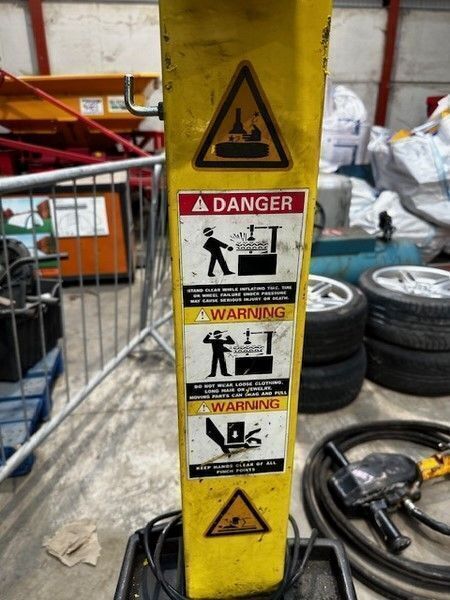 DANGER
STAND CLEAR WHILE INFLATING TIRE. TIRE
OR WHEEL FAILURE UNDER PRESSURE
MAY CAUSE SERIOUS INJURY OR DEATH.
WARNING
DO NOT WEAR LOOSE CLOTHING,
LONG HAIR OR JEWELRY.
MOVING PARTS CAN SNAG AND PULL
WARNING
KEEP HANDS CLEAR OF ALL
PINCH POINTS